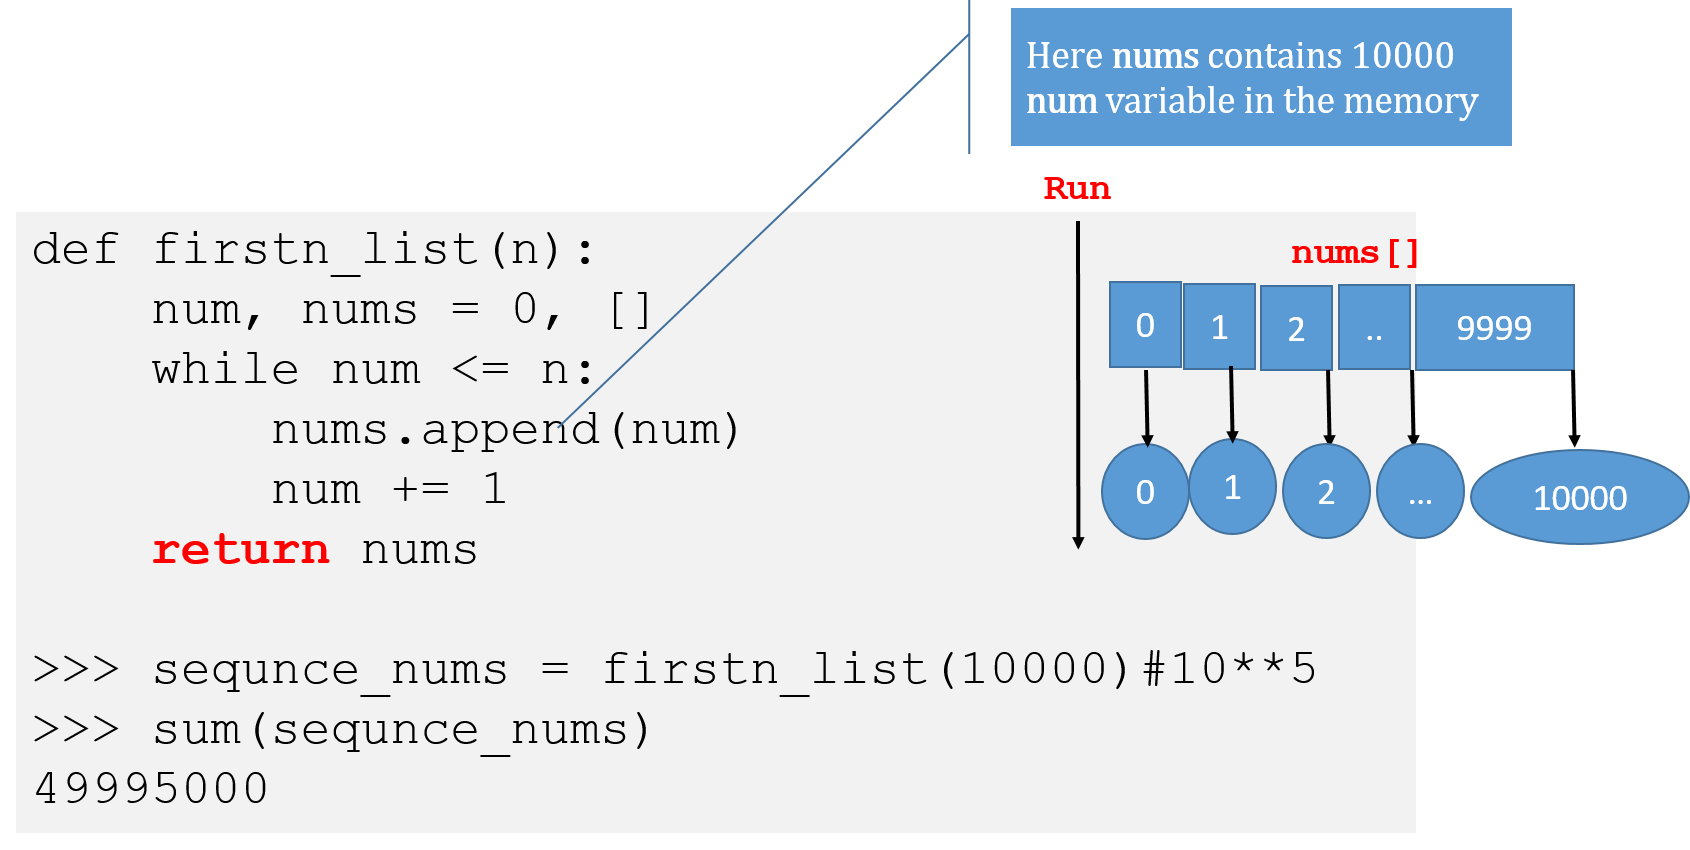 Here nums contains 10000
num variable in the memory
Run
def firstn_list(n):
    num, nums = 0, []
    while num <= n:
        nums.append(num)
        num += 1
    return nums
>>> sequnce_nums = firstn_list(10000)#10**5
>>> sum(sequnce_nums)
49995000
nums[]
0 1 2 .. 9999
0 1 2 ... 10000